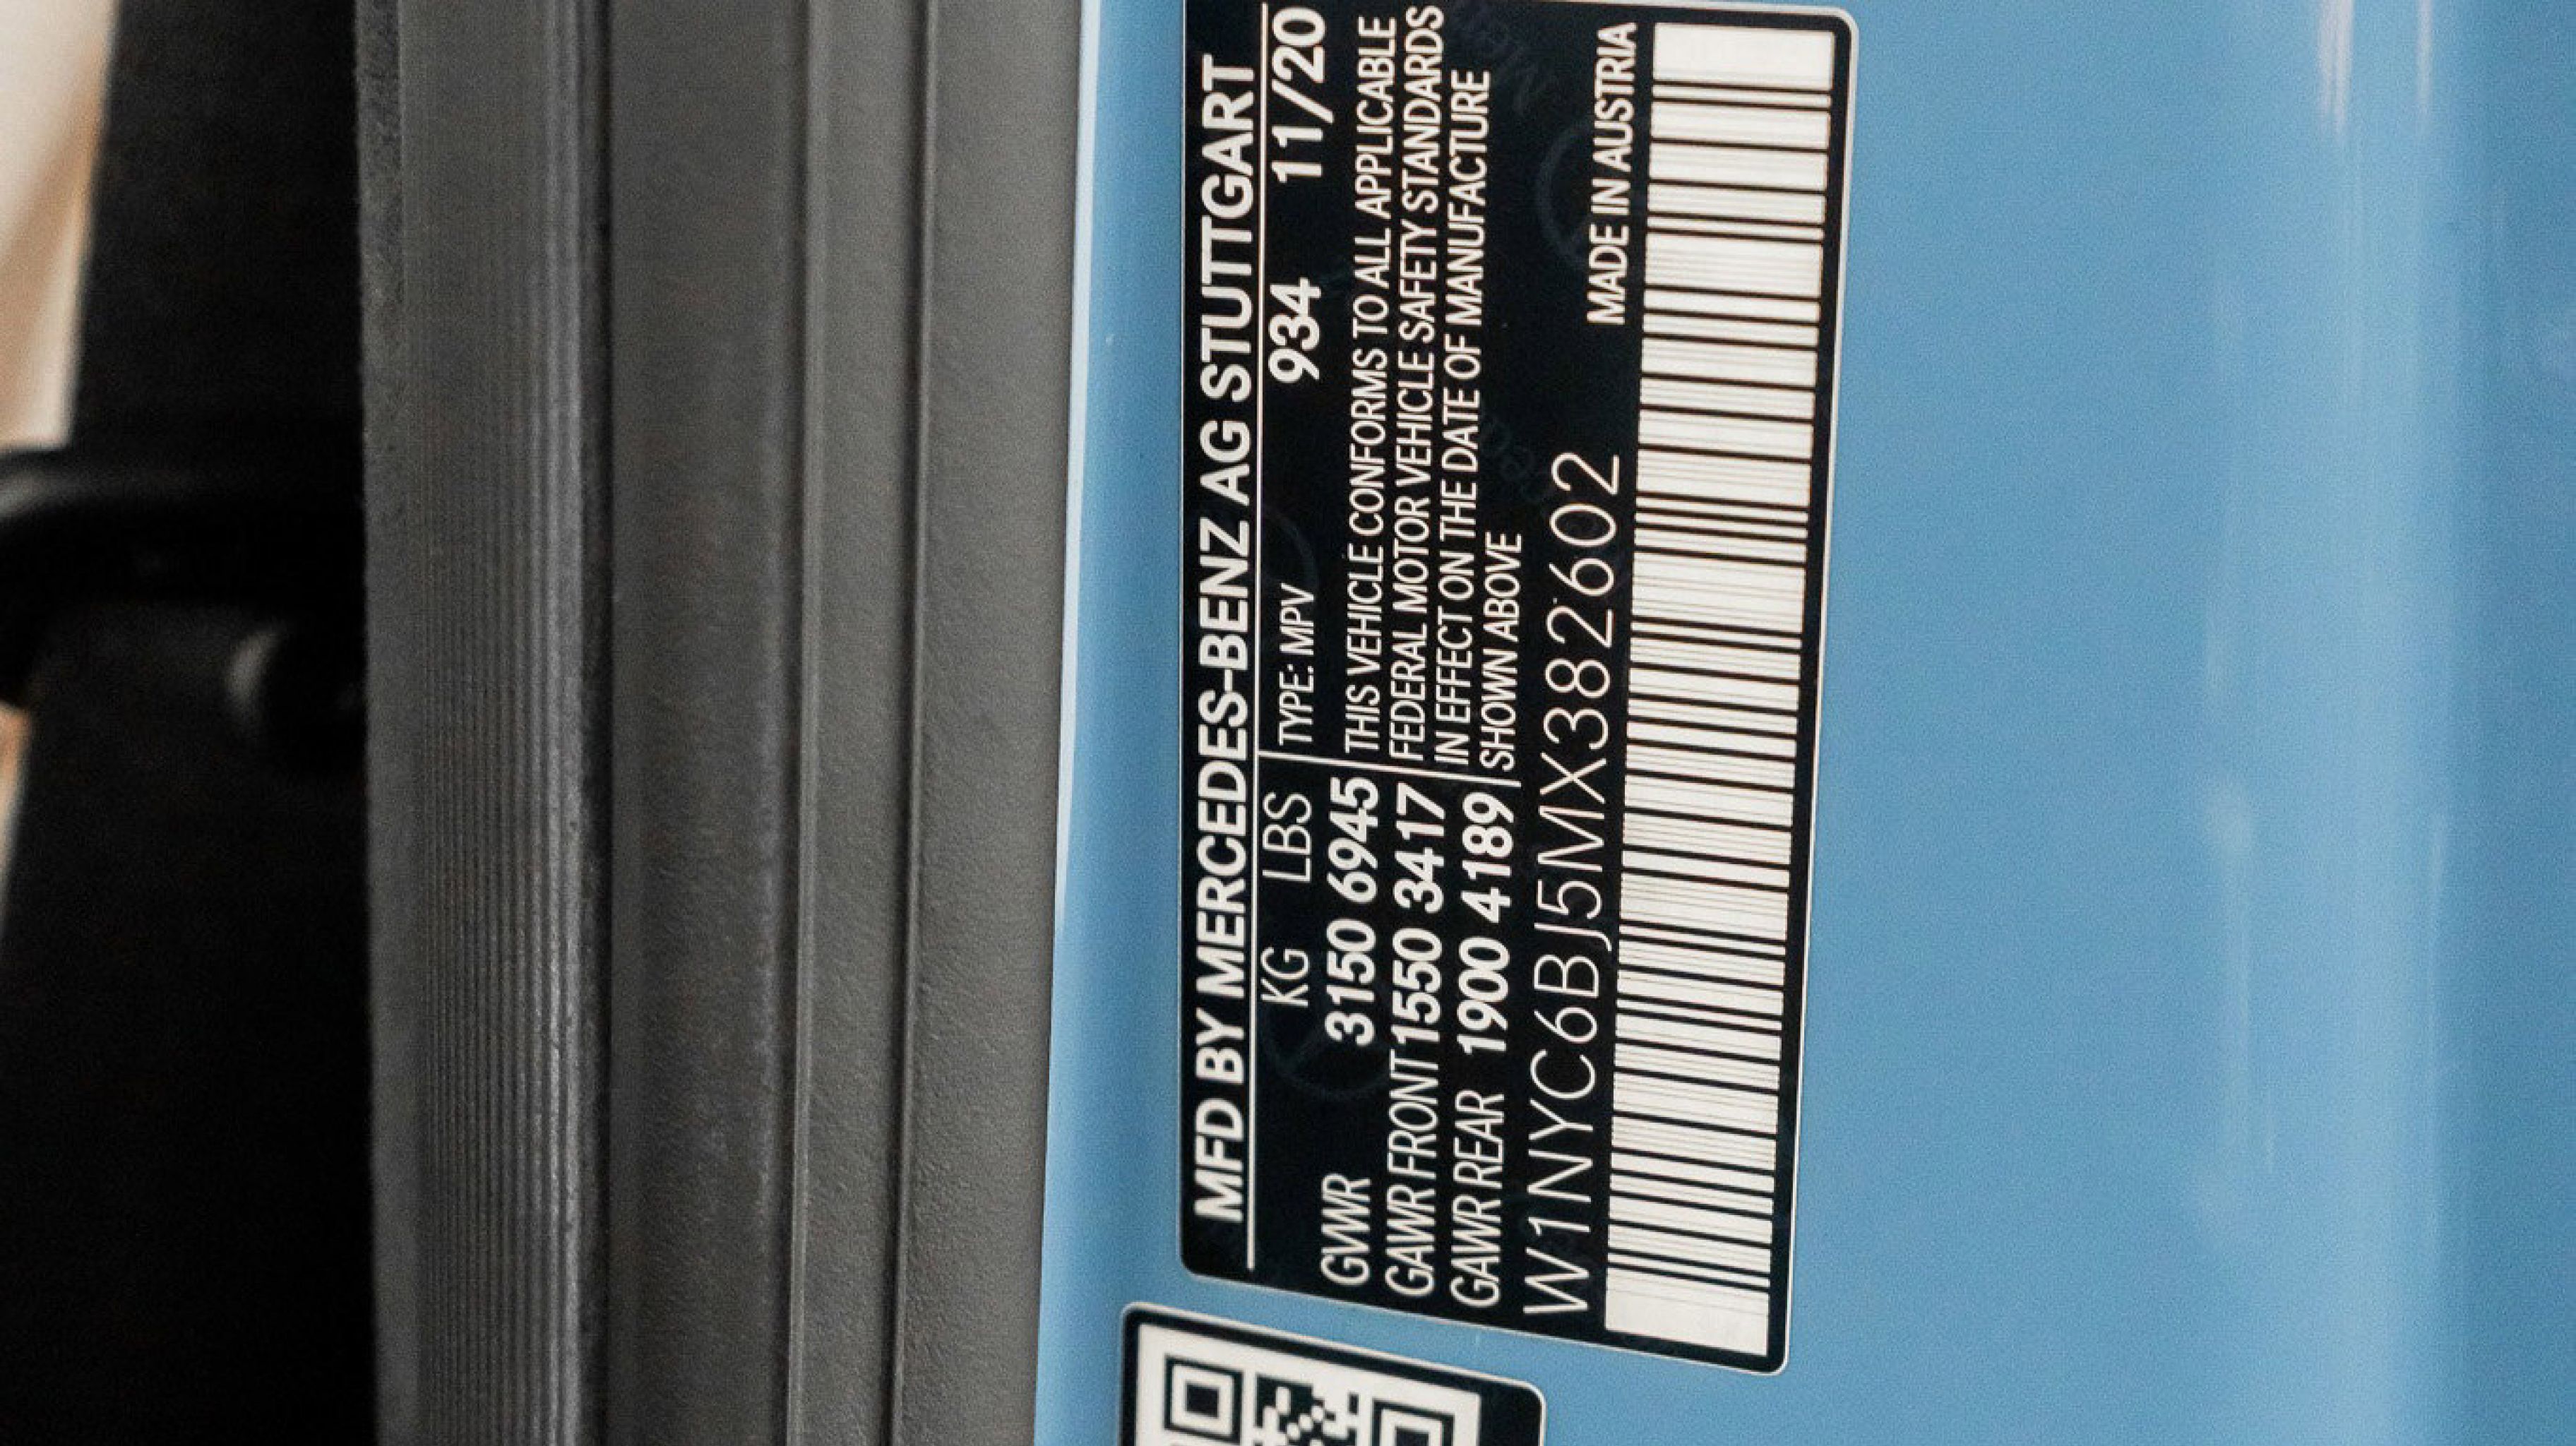 MFD BY MERCEDES-BENZ AG STUTTGART
KG LBS
GVWR 3150 6945
GAWR FRONT 1550 3417
GAWR REAR 1900 4189
TYPE: MPV 934 11/20
THIS VEHICLE CONFORMS TO ALL APPLICABLE
FEDERAL MOTOR VEHICLE SAFETY STANDARDS
IN EFFECT ON THE DATE OF MANUFACTURE
SHOWN ABOVE
W1NYC6BJ5MX382602
MADE IN AUSTRIA